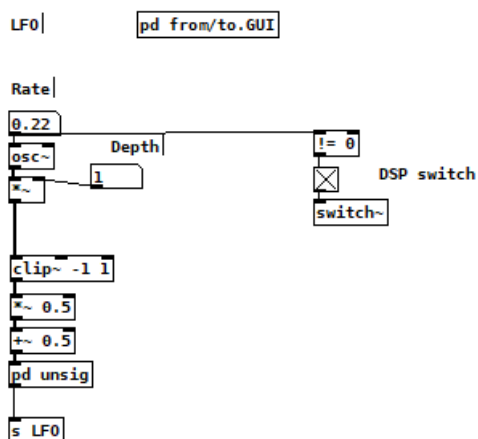 LFO
pd from/to.GUI
Rate
0.22
Depth
!= 0
osc~
1
*~
DSP switch
switch~
clip~ -1 1
*~ 0.5
+~ 0.5
pd unsig
s LFO